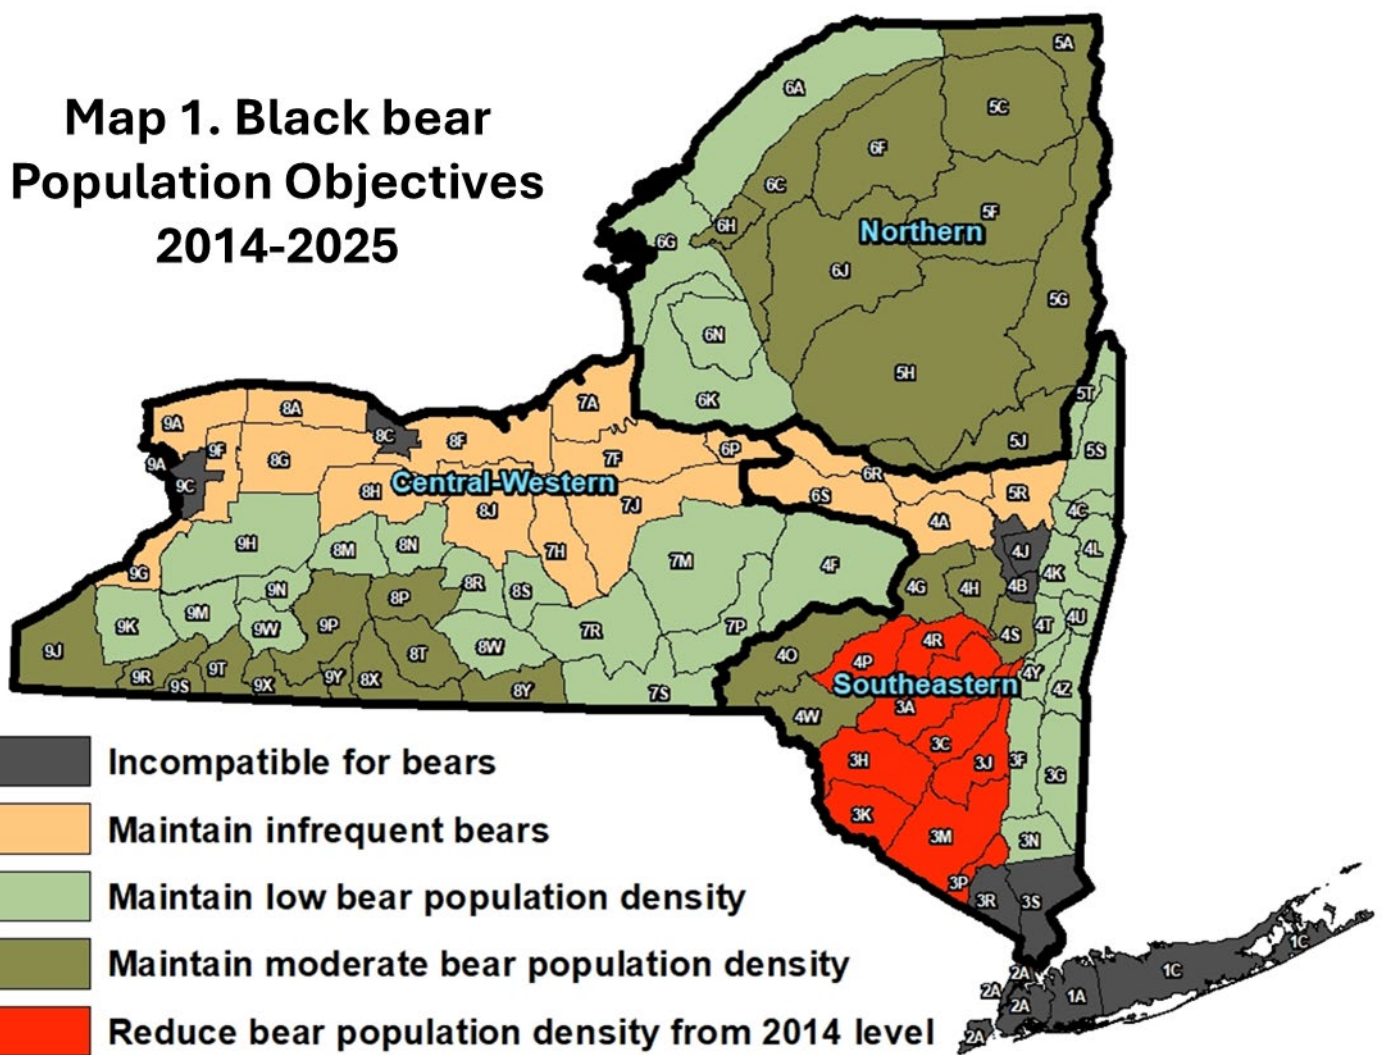 Map 1. Black bear
Population Objectives
2014-2025
5A
6A
5C
6F
6C
5F
6H
Northern
6G
6J
5G
6N
5H
5T
6K
7A
8A
9A
8C
8F
5J
9F
6P
5S
8G
7F
9A
6R
9C
8H
Central-Western
5R
6S
7J
8J
4C
4A
9H
8M
8N
7H
4J
4L
7M
4F
9G
4K
8R
9N
8S
4G
4H
4B
8P
9M
9K
9W
9P
7R
7P
4S
4T
4U
4R
8W
9J
8T
4O
4P
9T
4Y
9R
9S
9X
9Y
8X
8Y
7S
Southeastern
4Z
3A
4W
3C
3H
3J
3F
3G
3K
3M
3N
3P
3R
3S
1C
2A
1C
2A
2A
1A
2A
Incompatible for bears
Maintain infrequent bears
Maintain low bear population density
Maintain moderate bear population density
Reduce bear population density from 2014 level